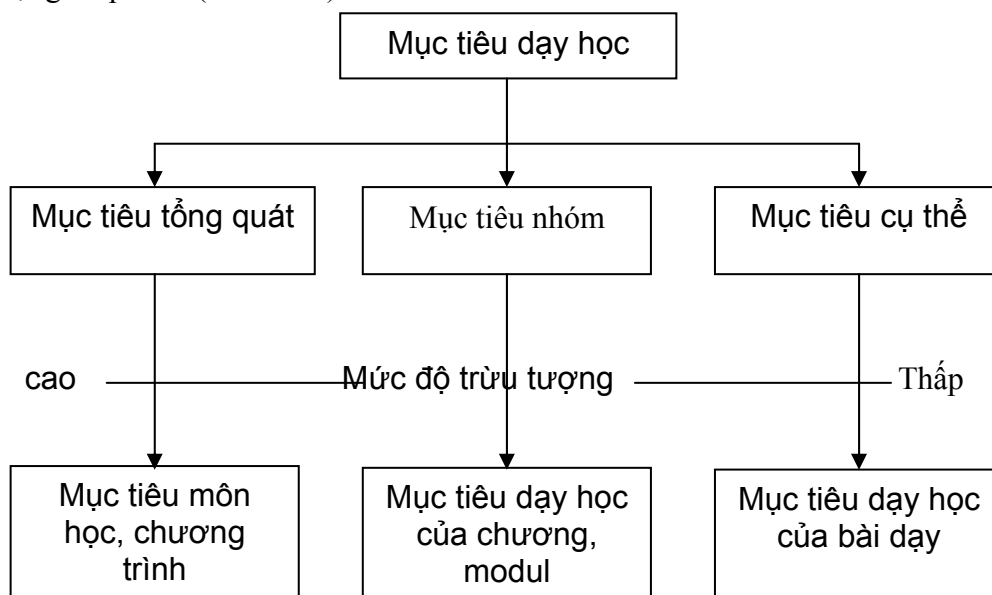 Mục tiêu dạy học
Mục tiêu tổng quát
Mục tiêu nhóm
Mục tiêu cụ thể
cao
Mức độ trừu tượng
Thấp
Mục tiêu môn
học, chương
trình
Mục tiêu dạy học
của chương,
modul
Mục tiêu dạy học
của bài dạy